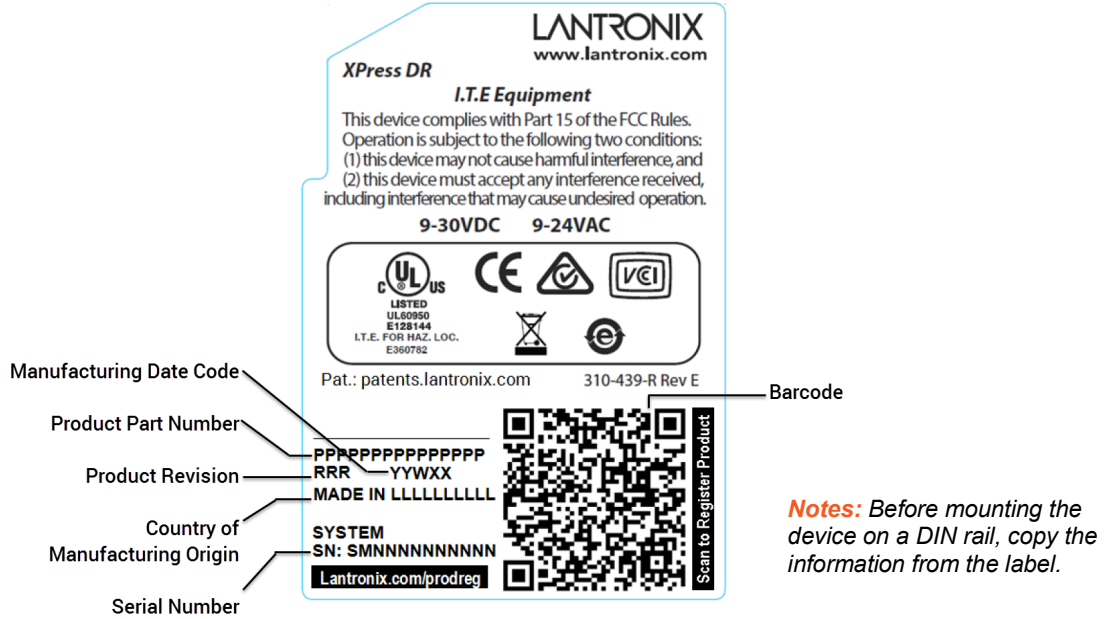 LANTRONIX
www.lantronix.com
XPress DR
I.T.E Equipment
This device complies with Part 15 of the FCC Rules.
Operation is subject to the following two conditions:
(1) this device may not cause harmful interference, and
(2) this device must accept any interference received,
including interference that may cause undesired operation.
9-30VDC 9-24VAC
C UL® US
LISTED
UL60950
E128144
I.T.E. FOR HAZ. LOC.
E360782
CE
VCI
e
Pat.: patents.lantronix.com 310-439-R Rev E
Manufacturing Date Code
Product Part Number
Product Revision
Country of
Manufacturing Origin
Serial Number
PPPPPPPPPPPPPPP
RRR YYWXX
MADE IN LLLLLLLLLL
SYSTEM
SN: SMNNNNNNNNNNN
Lantronix.com/prodreg
Scan to Register Product
Barcode
Notes: Before mounting the
device on a DIN rail, copy the
information from the label.